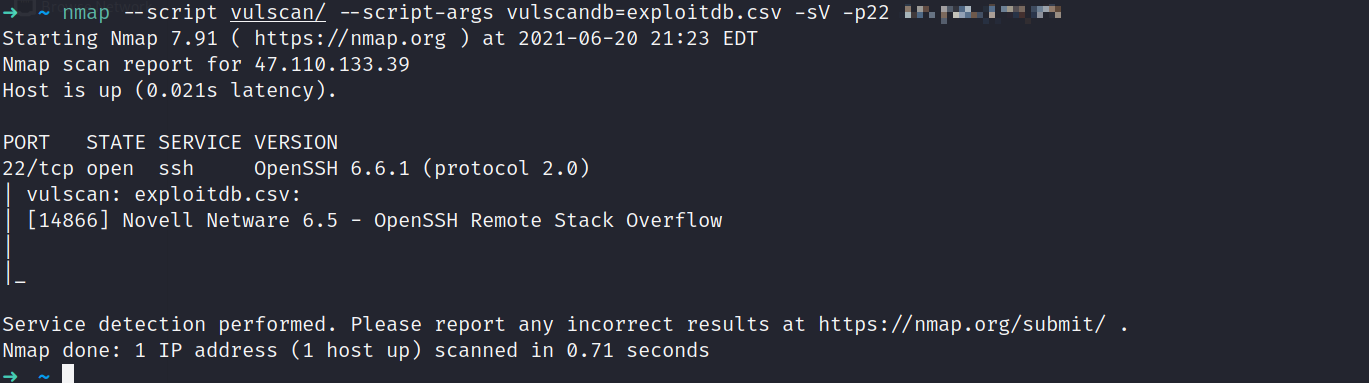 → ~ nmap --script vulscan/ --script-args vulscandb=exploitdb.csv -sV -p22
Starting Nmap 7.91 ( https://nmap.org ) at 2021-06-20 21:23 EDT
Nmap scan report for 47.110.133.39
Host is up (0.021s latency).
PORT   STATE SERVICE VERSION
22/tcp open  ssh     OpenSSH 6.6.1 (protocol 2.0)
| vulscan: exploitdb.csv:
| [14866] Novell Netware 6.5 - OpenSSH Remote Stack Overflow
|
|_
Service detection performed. Please report any incorrect results at https://nmap.org/submit/ .
Nmap done: 1 IP address (1 host up) scanned in 0.71 seconds
→ ~